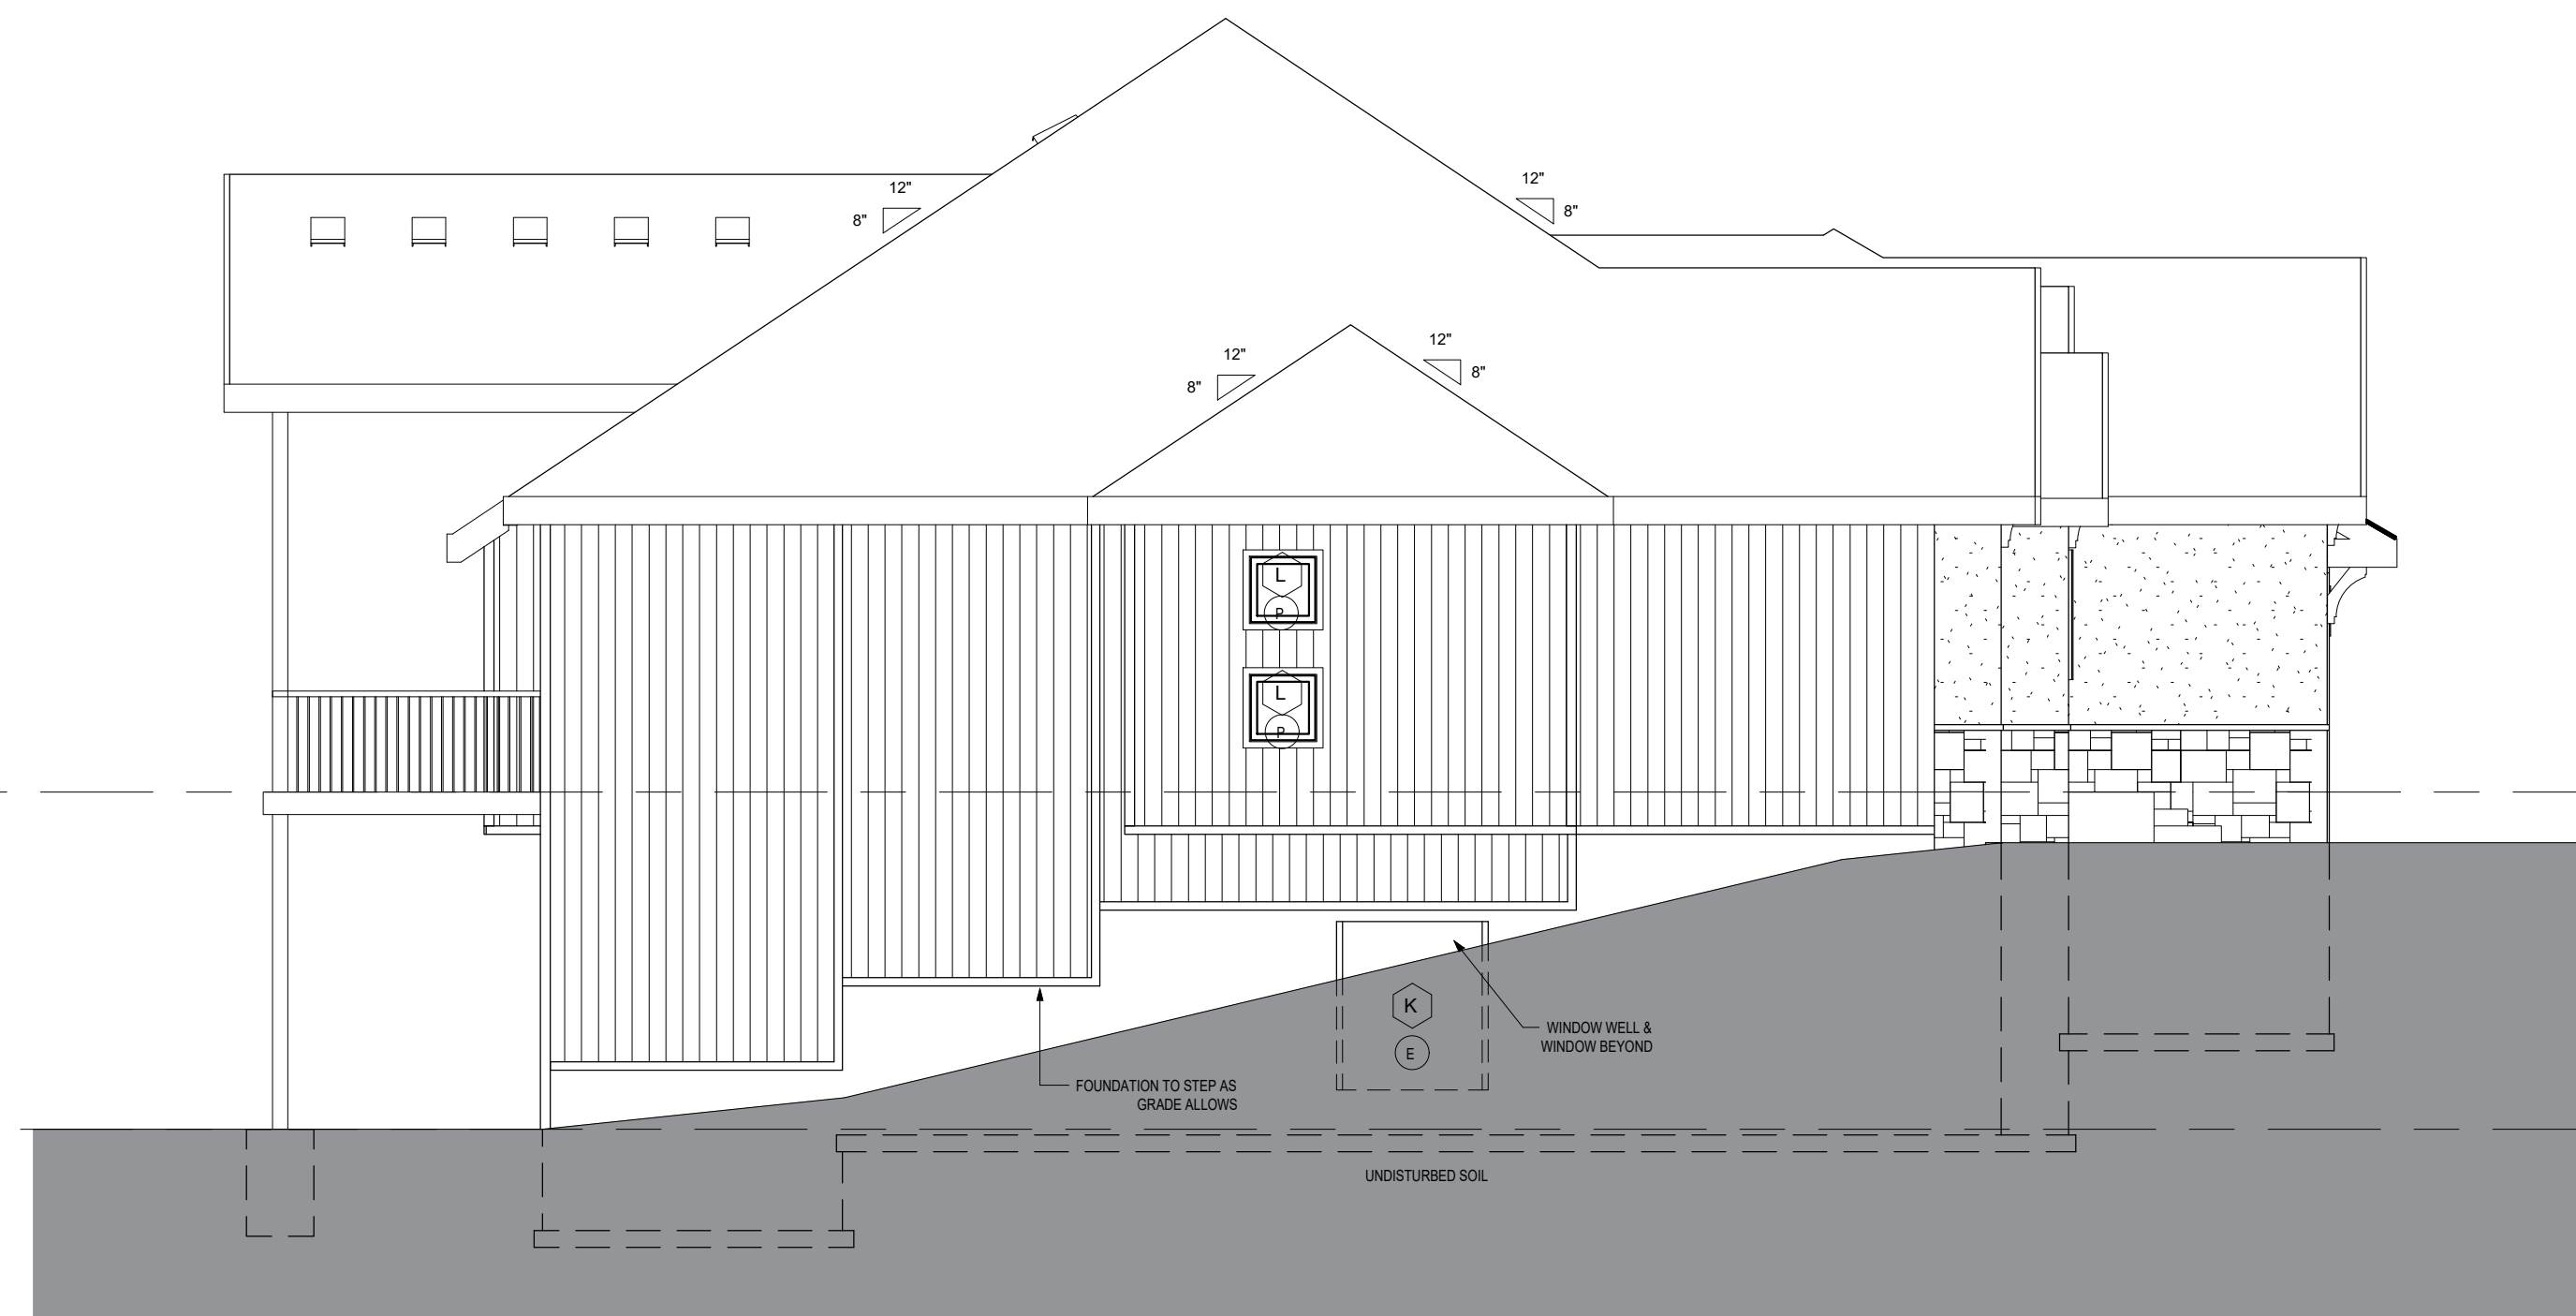 12"
8"
12"
8"
12"
8"
12"
8"
L
P
L
P
K
E
WINDOW WELL &
WINDOW BEYOND
FOUNDATION TO STEP AS
GRADE ALLOWS
UNDISTURBED SOIL